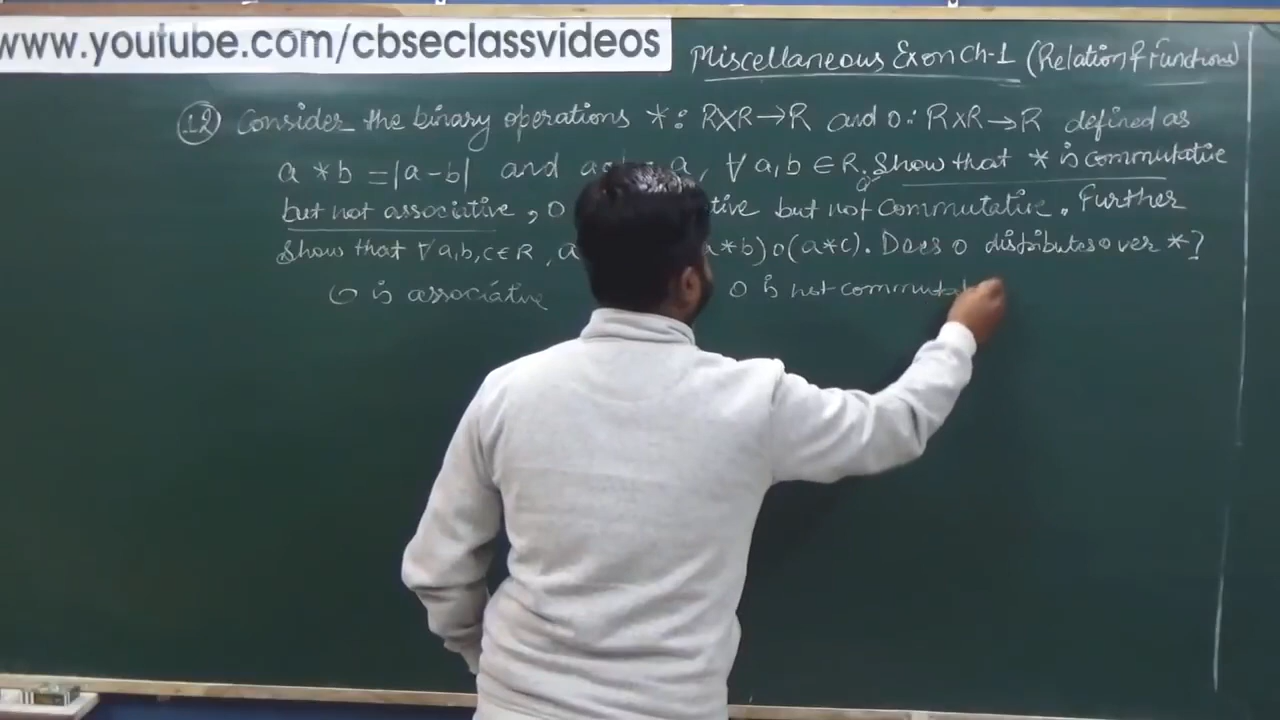 www.youtube.com/cbseclassvideos
Miscellaneous Ex on Ch-1 (Relation & Functions)
12 Consider the binary operations * : R×R→R and o : R×R→R defined as
a * b = |a-b| and a, ∀ a,b ∈ R. Show that * is commutative
but not associative, o but not commutative. Further
Show that ∀ a,b,c ∈ R, a *b) o (a*c). Does o distributes over *?
o is associative o is not commutat